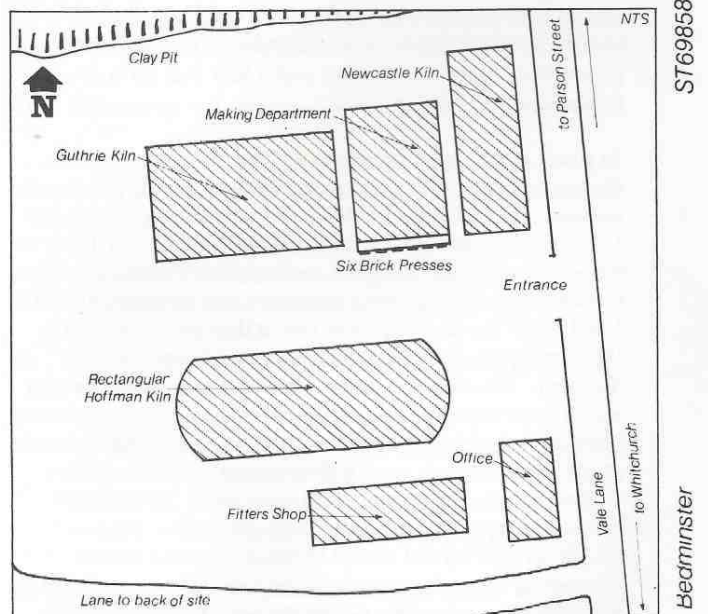 NTS
ST69858
Clay Pit
N
Newcastle Kiln
Making Department
to Parson Street
Guthrie Kiln
Six Brick Presses
Entrance
Rectangular
Hoffman Kiln
Office
Fitters Shop
Vale Lane
to Whitchurch
Lane to back of site
Bedminster